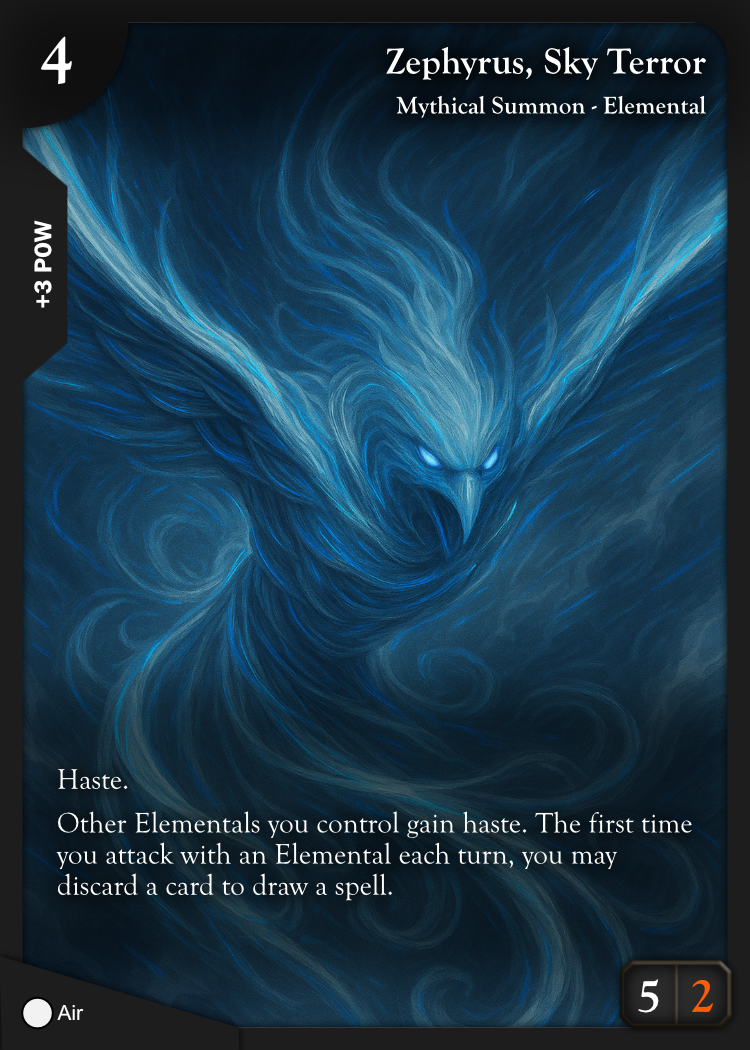 4
Zephyrus, Sky Terror
Mythical Summon - Elemental
+3 POW
Haste.
Other Elementals you control gain haste. The first time
you attack with an Elemental each turn, you may
discard a card to draw a spell.
5 2
Air